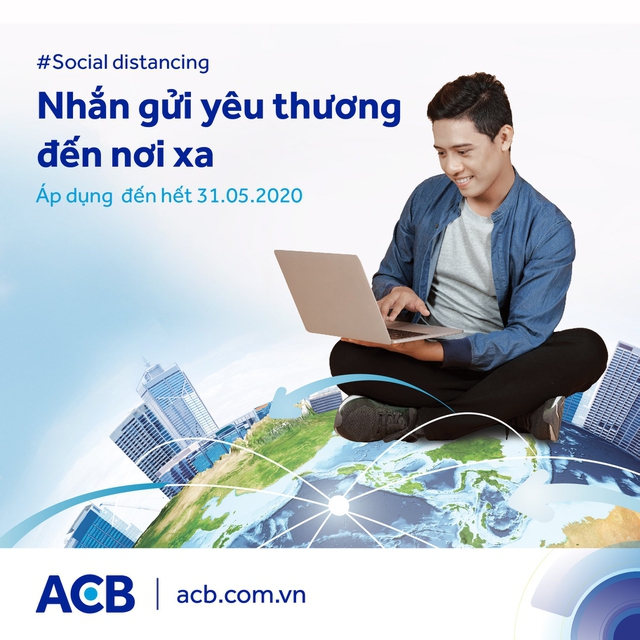 #Social distancing
Nhắn gửi yêu thương
đến nơi xa
Áp dụng đến hết 31.05.2020
ACB | acb.com.vn